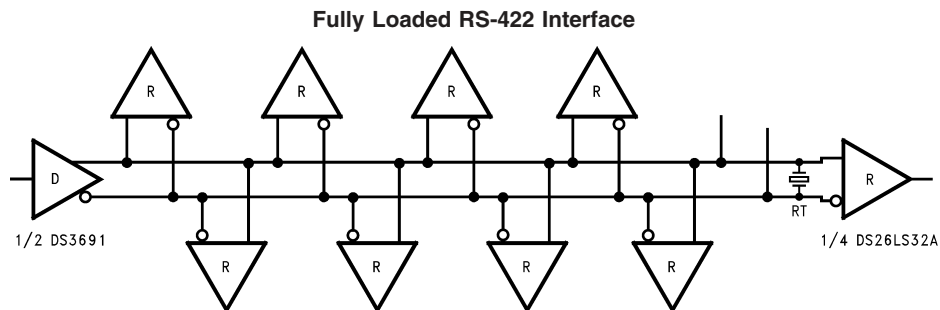 Fully Loaded RS-422 Interface
R
R
R
R
D
R
RT
1/2 DS3691
1/4 DS26LS32A
R
R
R
R